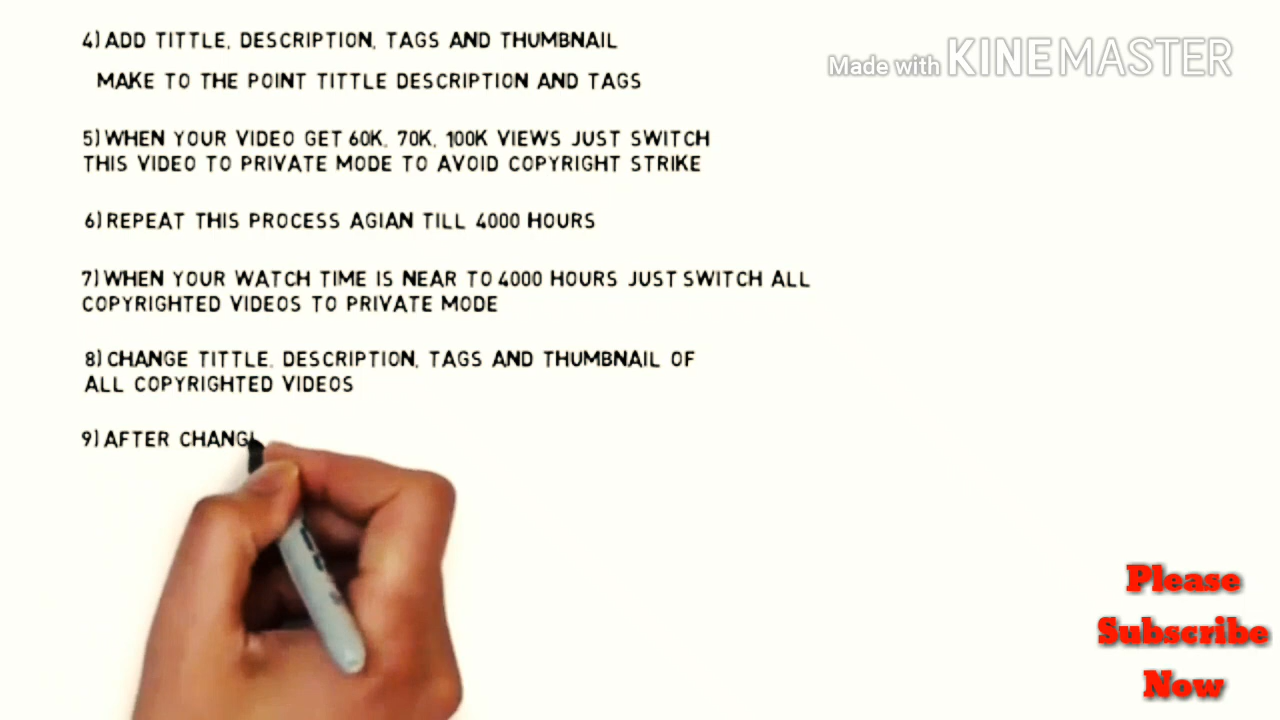 4) ADD TITTLE, DESCRIPTION, TAGS AND THUMBNAIL
MAKE TO THE POINT TITTLE DESCRIPTION AND TAGS
5) WHEN YOUR VIDEO GET 60K, 70K, 100K VIEWS JUST SWITCH
THIS VIDEO TO PRIVATE MODE TO AVOID COPYRIGHT STRIKE
6) REPEAT THIS PROCESS AGIAN TILL 4000 HOURS
7) WHEN YOUR WATCH TIME IS NEAR TO 4000 HOURS JUST SWITCH ALL
COPYRIGHTED VIDEOS TO PRIVATE MODE
8) CHANGE TITTLE, DESCRIPTION, TAGS AND THUMBNAIL OF
ALL COPYRIGHTED VIDEOS
9) AFTER CHANGI
Made with KINEMASTER
Please
Subscribe
Now